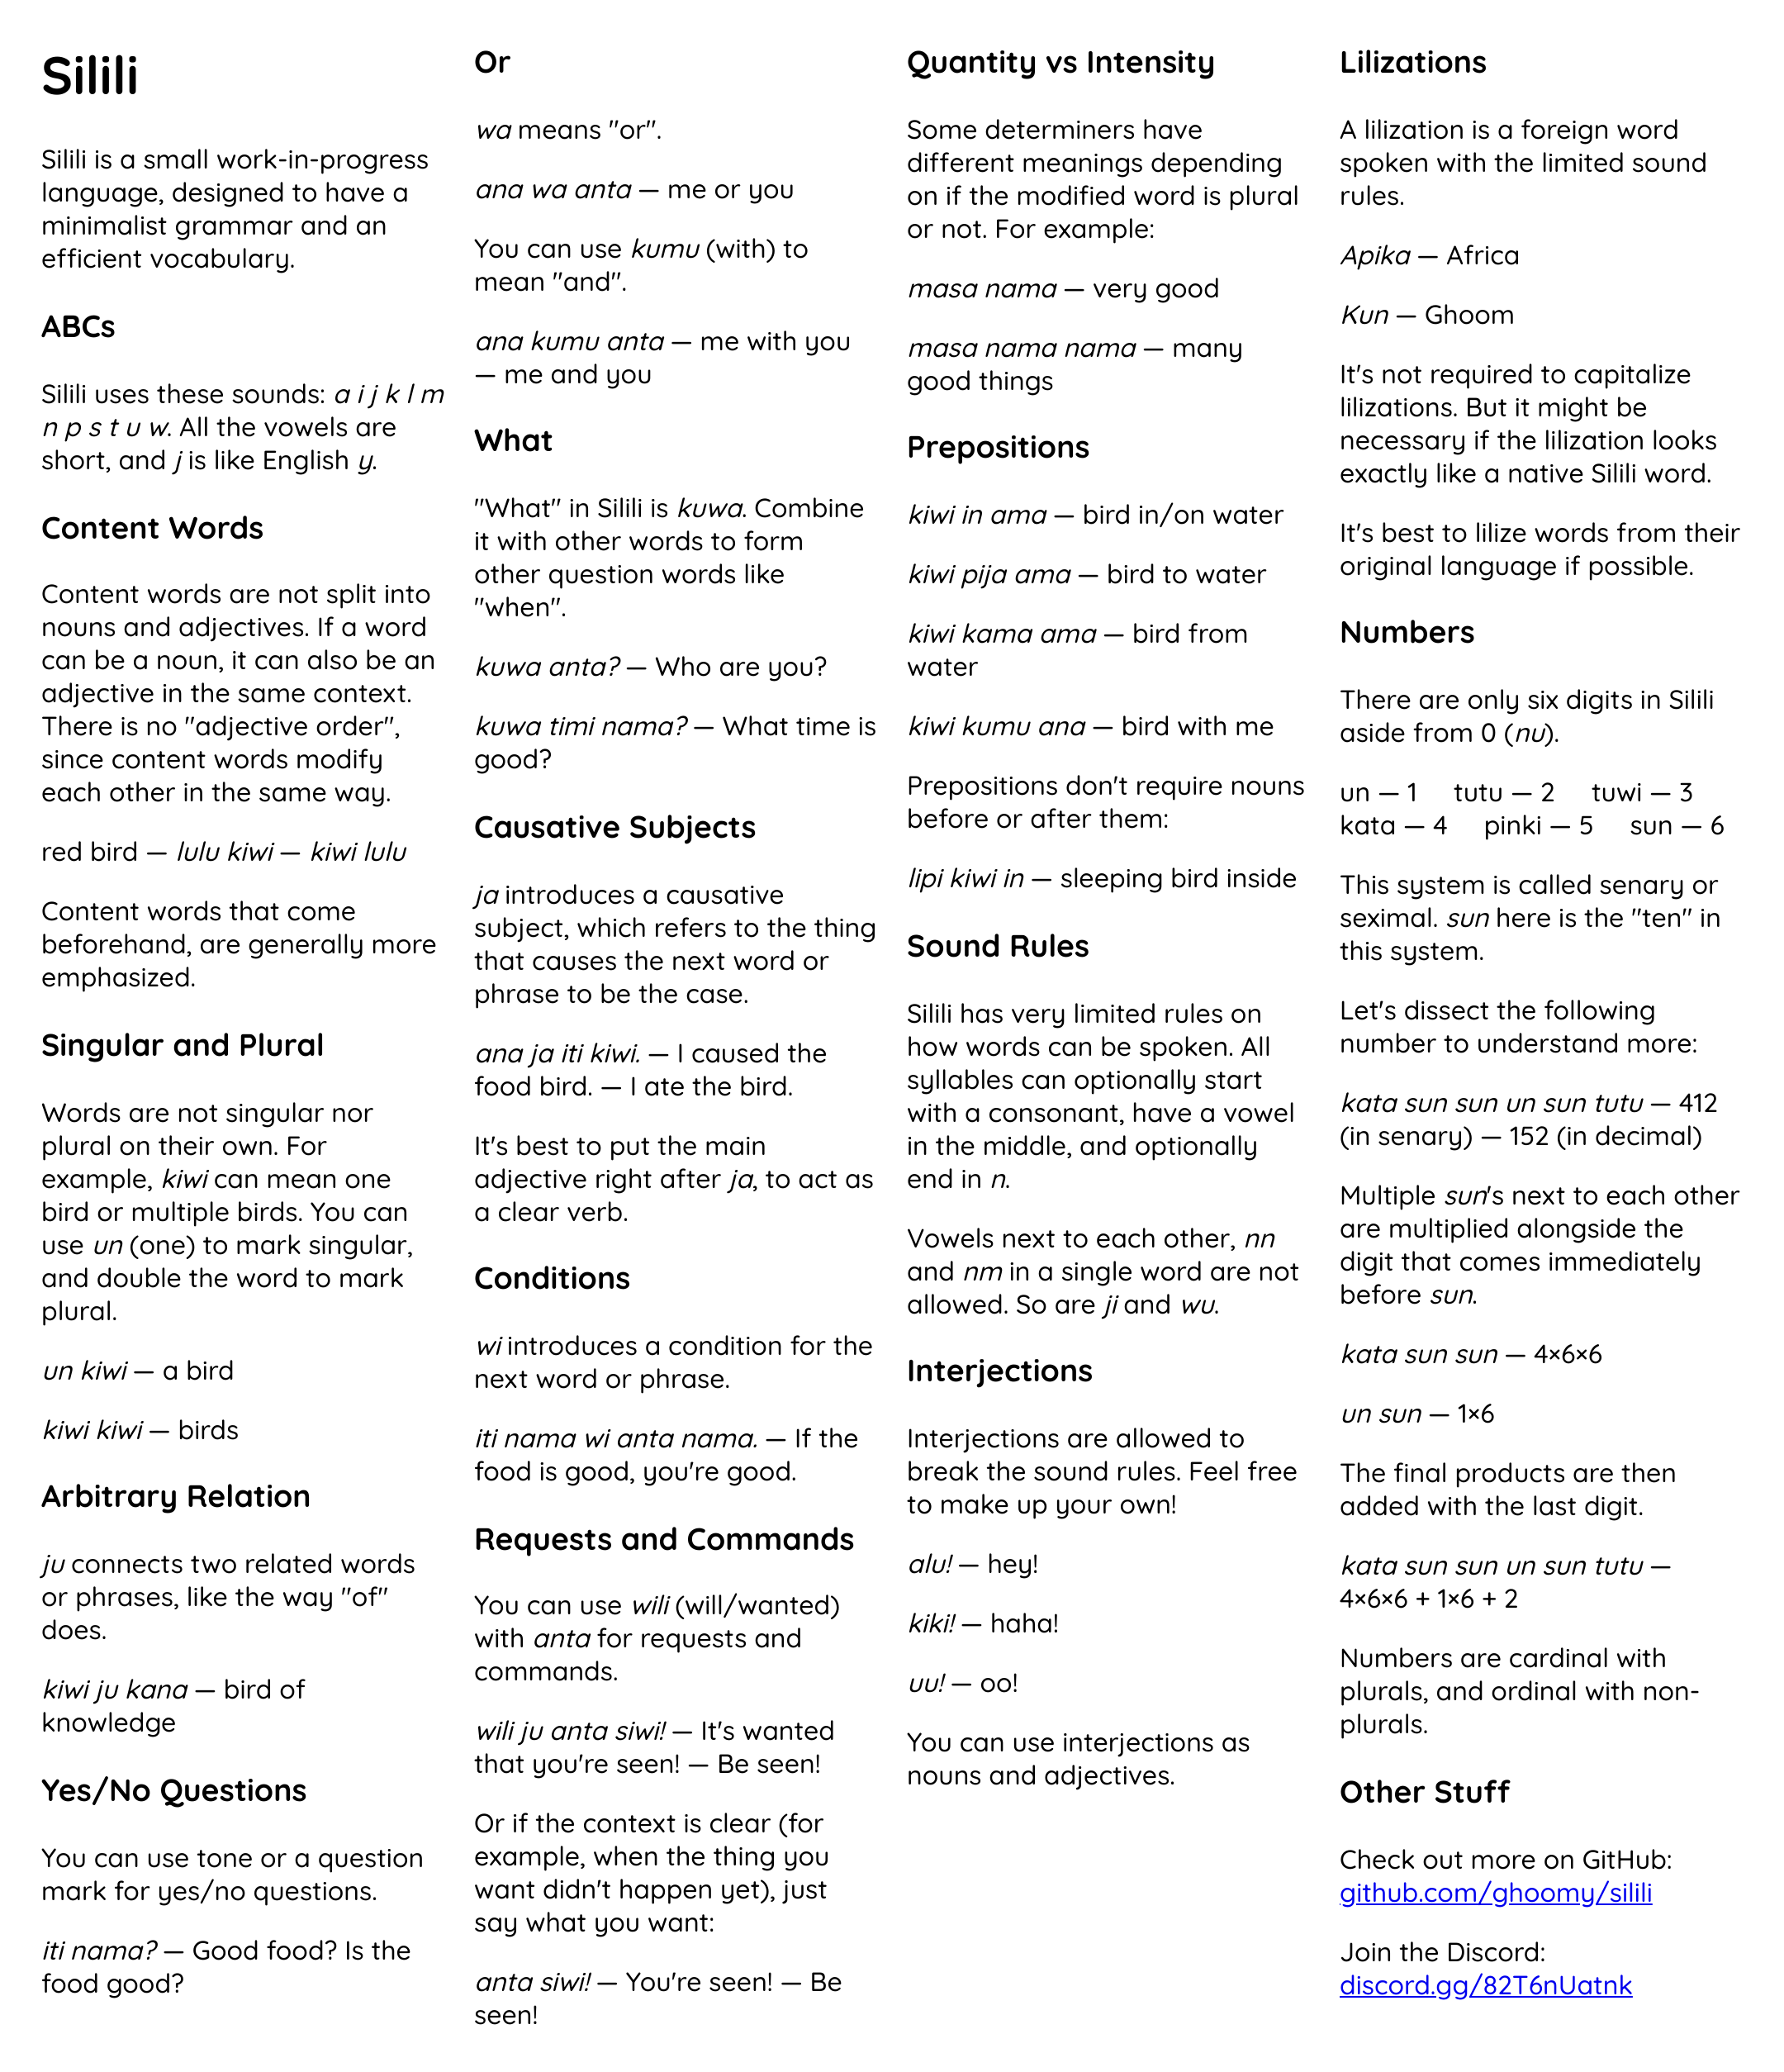 Silili
Silili is a small work-in-progress
language, designed to have a
minimalist grammar and an
efficient vocabulary.
ABCs
Silili uses these sounds: a i j k l m
n p s t u w. All the vowels are
short, and j is like English y.
Content Words
Content words are not split into
nouns and adjectives. If a word
can be a noun, it can also be an
adjective in the same context.
There is no "adjective order",
since content words modify
each other in the same way.
red bird — lulu kiwi — kiwi lulu
Content words that come
beforehand, are generally more
emphasized.
Singular and Plural
Words are not singular nor
plural on their own. For
example, kiwi can mean one
bird or multiple birds. You can
use un (one) to mark singular,
and double the word to mark
plural.
un kiwi — a bird
kiwi kiwi — birds
Arbitrary Relation
ju connects two related words
or phrases, like the way "of"
does.
kiwi ju kana — bird of
knowledge
Yes/No Questions
You can use tone or a question
mark for yes/no questions.
iti nama? — Good food? Is the
food good?
Or
wa means "or".
ana wa anta — me or you
You can use kumu (with) to
mean "and".
ana kumu anta — me with you
— me and you
What
"What" in Silili is kuwa. Combine
it with other words to form
other question words like
"when".
kuwa anta? — Who are you?
kuwa timi nama? — What time is
good?
Causative Subjects
ja introduces a causative
subject, which refers to the thing
that causes the next word or
phrase to be the case.
ana ja iti kiwi. — I caused the
food bird. — I ate the bird.
It's best to put the main
adjective right after ja, to act as
a clear verb.
Conditions
wi introduces a condition for the
next word or phrase.
iti nama wi anta nama. — If the
food is good, you're good.
Requests and Commands
You can use wili (will/wanted)
with anta for requests and
commands.
wili ju anta siwi! — It's wanted
that you're seen! — Be seen!
Or if the context is clear (for
example, when the thing you
want didn't happen yet), just
say what you want:
anta siwi! — You're seen! — Be
seen!
Quantity vs Intensity
Some determiners have
different meanings depending
on if the modified word is plural
or not. For example:
masa nama — very good
masa nama nama — many
good things
Prepositions
kiwi in ama — bird in/on water
kiwi pija ama — bird to water
kiwi kama ama — bird from
water
kiwi kumu ana — bird with me
Prepositions don't require nouns
before or after them:
lipi kiwi in — sleeping bird inside
Sound Rules
Silili has very limited rules on
how words can be spoken. All
syllables can optionally start
with a consonant, have a vowel
in the middle, and optionally
end in n.
Vowels next to each other, nn
and nm in a single word are not
allowed. So are ji and wu.
Interjections
Interjections are allowed to
break the sound rules. Feel free
to make up your own!
alu! — hey!
kiki! — haha!
uu! — oo!
You can use interjections as
nouns and adjectives.
Lilizations
A lilization is a foreign word
spoken with the limited sound
rules.
Apika — Africa
Kun — Ghoom
It's not required to capitalize
lilizations. But it might be
necessary if the lilization looks
exactly like a native Silili word.
It's best to lilize words from their
original language if possible.
Numbers
There are only six digits in Silili
aside from 0 (nu).
un — 1 tutu — 2 tuwi — 3
kata — 4 pinki — 5 sun — 6
This system is called senary or
seximal. sun here is the "ten" in
this system.
Let's dissect the following
number to understand more:
kata sun sun un sun tutu — 412
(in senary) — 152 (in decimal)
Multiple sun's next to each other
are multiplied alongside the
digit that comes immediately
before sun.
kata sun sun — 4×6×6
un sun — 1×6
The final products are then
added with the last digit.
kata sun sun un sun tutu —
4×6×6 + 1×6 + 2
Numbers are cardinal with
plurals, and ordinal with non-
plurals.
Other Stuff
Check out more on GitHub:
github.com/ghoomy/silili
Join the Discord:
discord.gg/82T6nUatnk